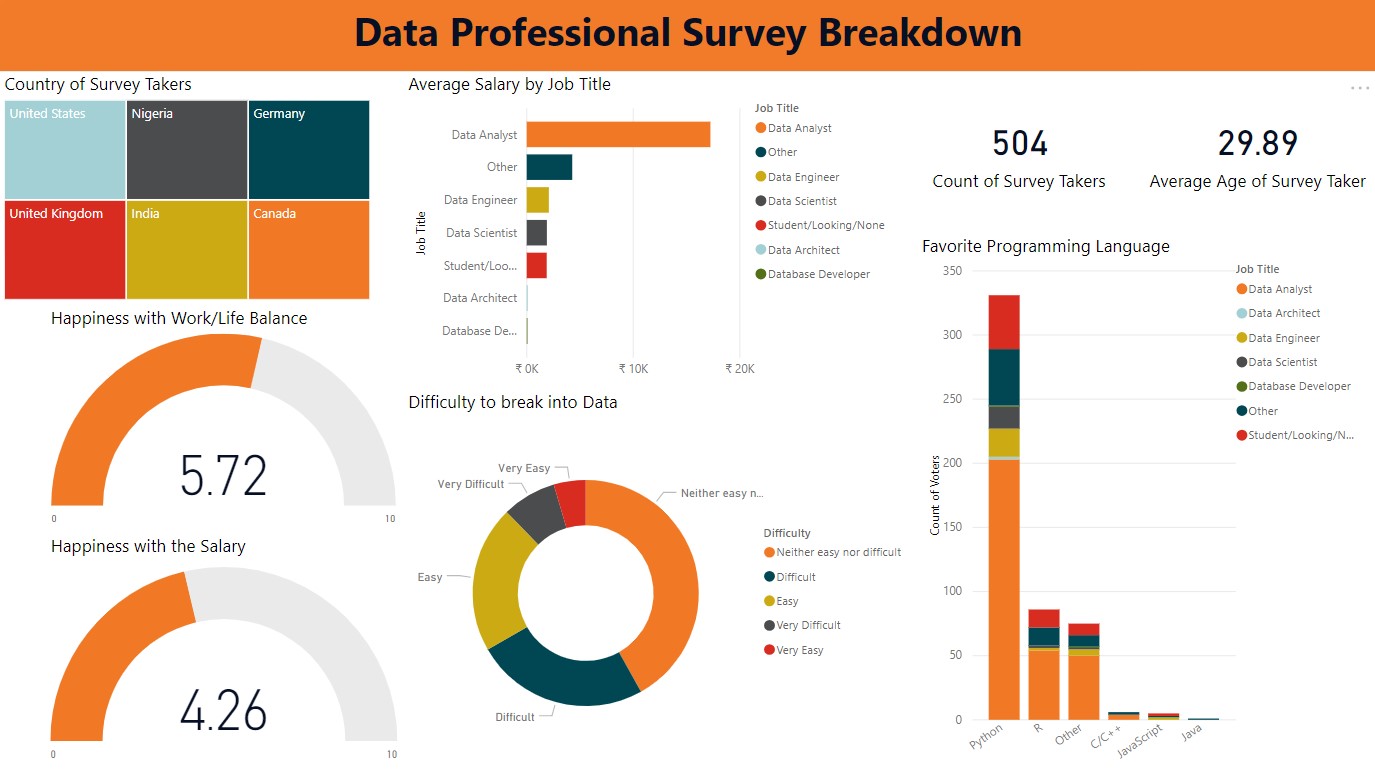 Data Professional Survey Breakdown
Country of Survey Takers
United States
Nigeria
Germany
United Kingdom
India
Canada
Happiness with Work/Life Balance
5.72
0
10
Happiness with the Salary
4.26
0
10
Average Salary by Job Title
Job Title
Data Analyst
Other
Data Engineer
Data Scientist
Student/Loo...
Data Architect
Database De...
₹ 0K
₹ 10K
₹ 20K
Job Title
Data Analyst
Other
Data Engineer
Data Scientist
Student/Looking/None
Data Architect
Database Developer
Difficulty to break into Data
Very Easy
Very Difficult
Neither easy n...
Easy
Difficult
Difficulty
Neither easy nor difficult
Difficult
Easy
Very Difficult
Very Easy
504
Count of Survey Takers
29.89
Average Age of Survey Taker
Favorite Programming Language
Count of Voters
350
300
250
200
150
100
50
0
Python
R
Other
C/C++
JavaScript
Java
Job Title
Data Analyst
Data Architect
Data Engineer
Data Scientist
Database Developer
Other
Student/Looking/N...